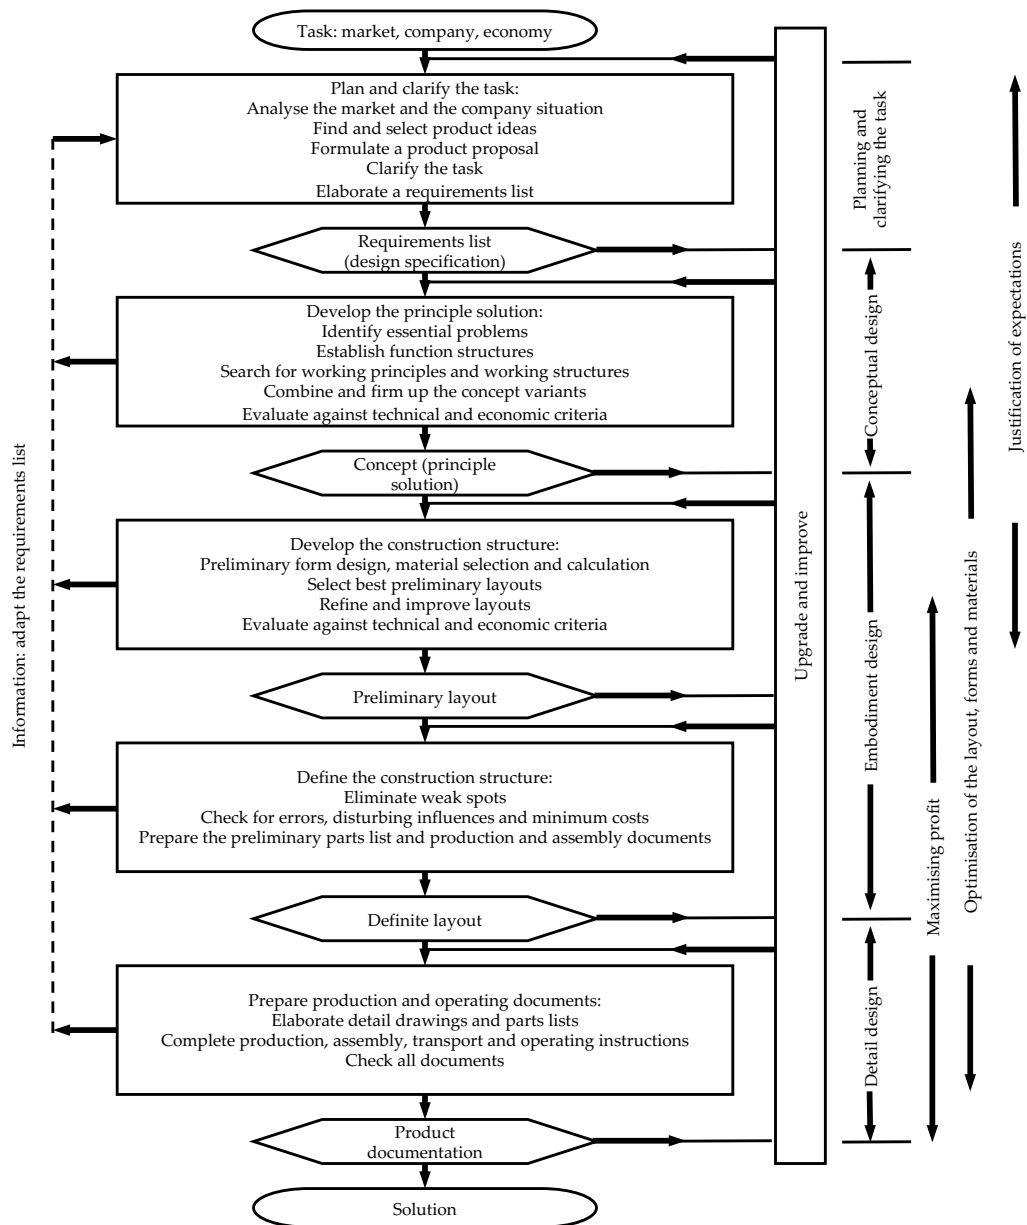 Task: market, company, economy
Plan and clarify the task:
Analyse the market and the company situation
Find and select product ideas
Formulate a product proposal
Clarify the task
Elaborate a requirements list
Requirements list
(design specification)
Develop the principle solution:
Identify essential problems
Establish function structures
Search for working principles and working structures
Combine and firm up the concept variants
Evaluate against technical and economic criteria
Concept (principle
solution)
Develop the construction structure:
Preliminary form design, material selection and calculation
Select best preliminary layouts
Refine and improve layouts
Evaluate against technical and economic criteria
Preliminary layout
Define the construction structure:
Eliminate weak spots
Check for errors, disturbing influences and minimum costs
Prepare the preliminary parts list and production and assembly documents
Definite layout
Prepare production and operating documents:
Elaborate detail drawings and parts lists
Complete production, assembly, transport and operating instructions
Check all documents
Product
documentation
Solution
Information: adapt the requirements list
Upgrade and improve
Planning and
clarifying the task
Conceptual design
Embodiment design
Detail design
Maximising profit
Optimisation of the layout, forms and materials
Justification of expectations